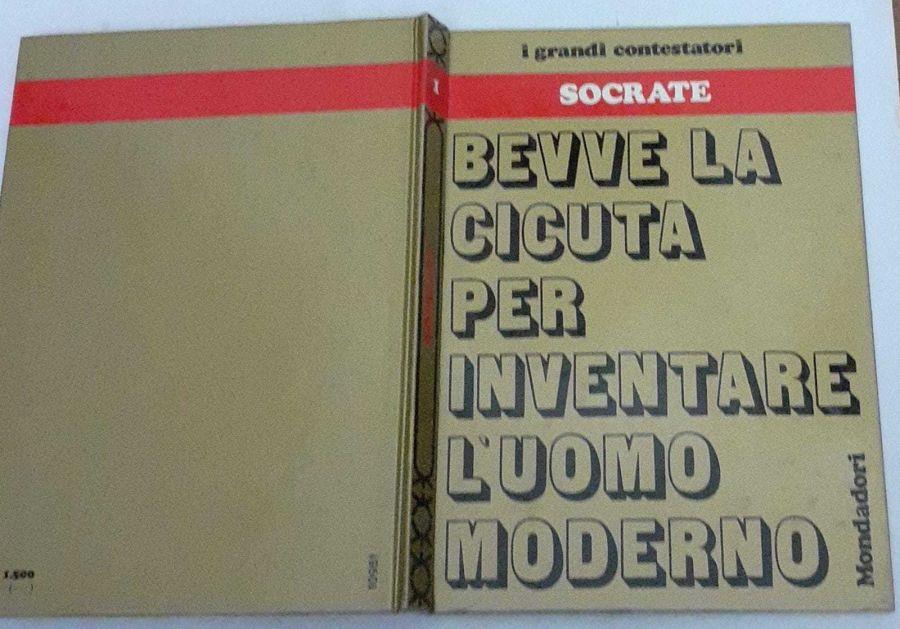 i grandi contestatori
SOCRATE
BEVVE LA
CICUTA
PER
INVENTARE
L'UOMO
MODERNO
Mondadori
1
1.500